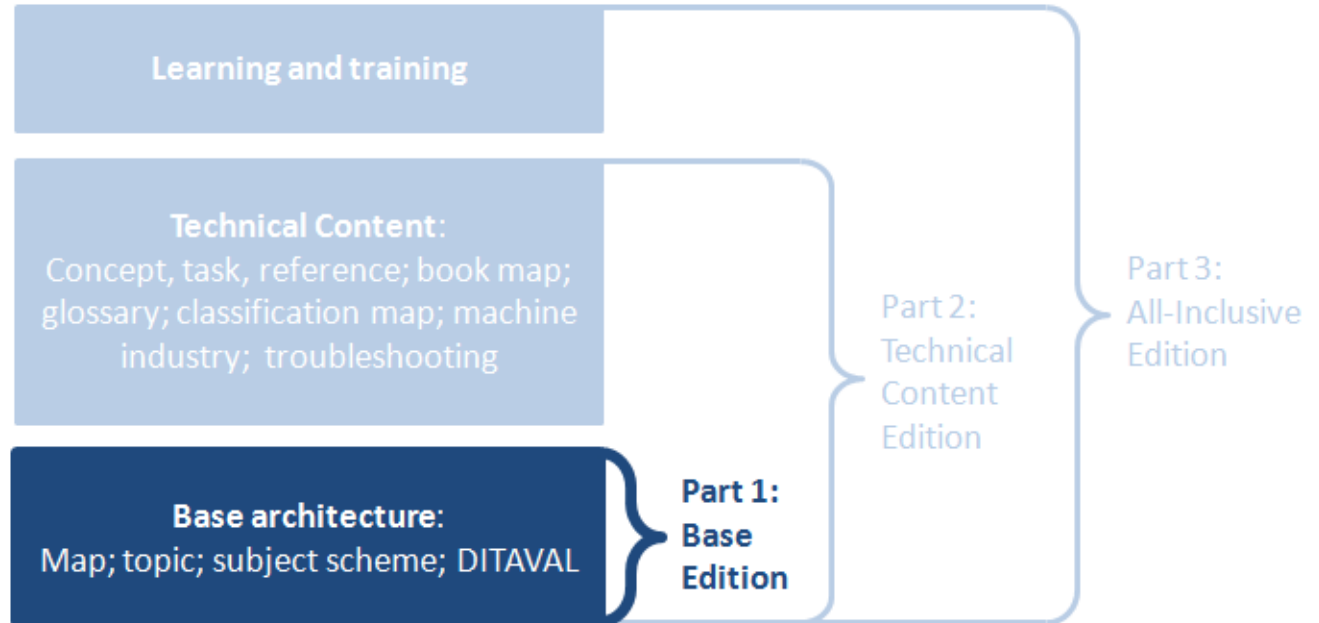 Learning and training
Technical Content:
Concept, task, reference; book map;
glossary; classification map; machine
industry; troubleshooting
Base architecture:
Map; topic; subject scheme; DITAVAL
Part 1:
Base
Edition
Part 2:
Technical
Content
Edition
Part 3:
All-Inclusive
Edition